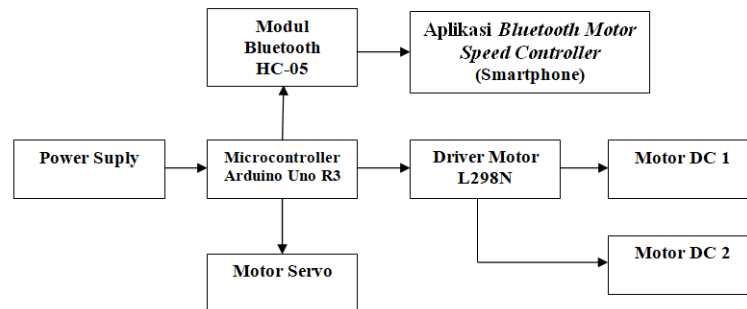 Modul
Bluetooth
HC-05
Aplikasi Bluetooth Motor
Speed Controller
(Smartphone)
Power Suply
Microcontroller
Arduino Uno R3
Driver Motor
L298N
Motor DC 1
Motor Servo
Motor DC 2